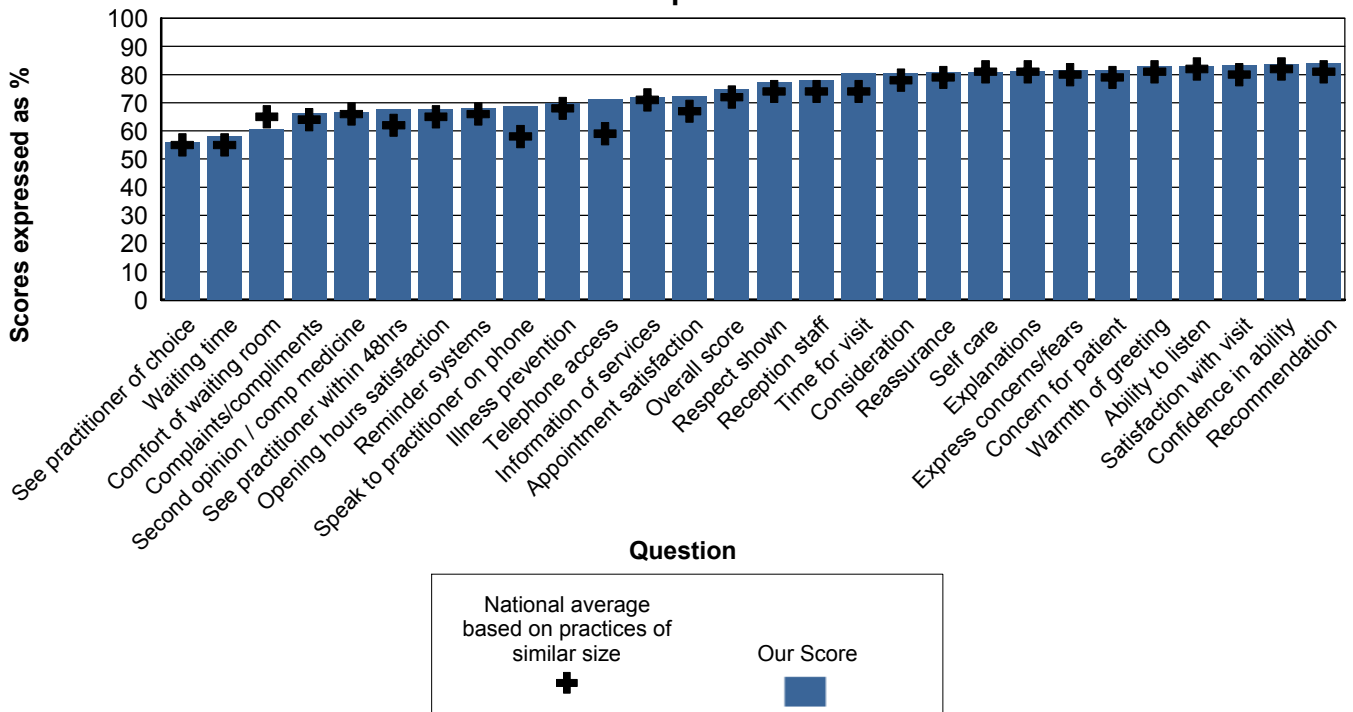 100
90
80
70
60
50
40
30
20
10
0
Scores expressed as %
See practitioner of choice
Waiting time
Comfort of waiting room
Complaints/compliments
Second opinion / comp medicine
See practitioner within 48hrs
Opening hours satisfaction
Reminder systems
Speak to practitioner on phone
Illness prevention
Telephone access
Information of services
Appointment satisfaction
Overall score
Respect shown
Reception staff
Time for visit
Consideration
Reassurance
Self care
Explanations
Express concerns/fears
Concern for patient
Warmth of greeting
Ability to listen
Satisfaction with visit
Confidence in ability
Recommendation
Question
National average
based on practices of
similar size
Our Score